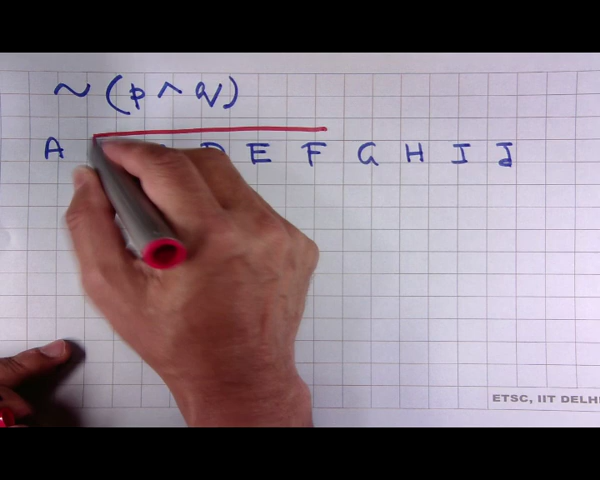 ~ (p ∧ q)
A D E F G H I J
ETSC, IIT DELHI